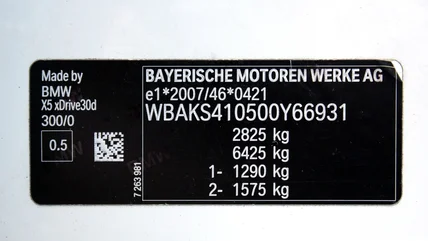 Made by
BMW
X5 xDrive30d
300/0
0.5
7 263 981
BAYERISCHE MOTOREN WERKE AG
e1*2007/46*0421
WBAKS410500Y66931
2825 kg
6425 kg
1- 1290 kg
2- 1575 kg